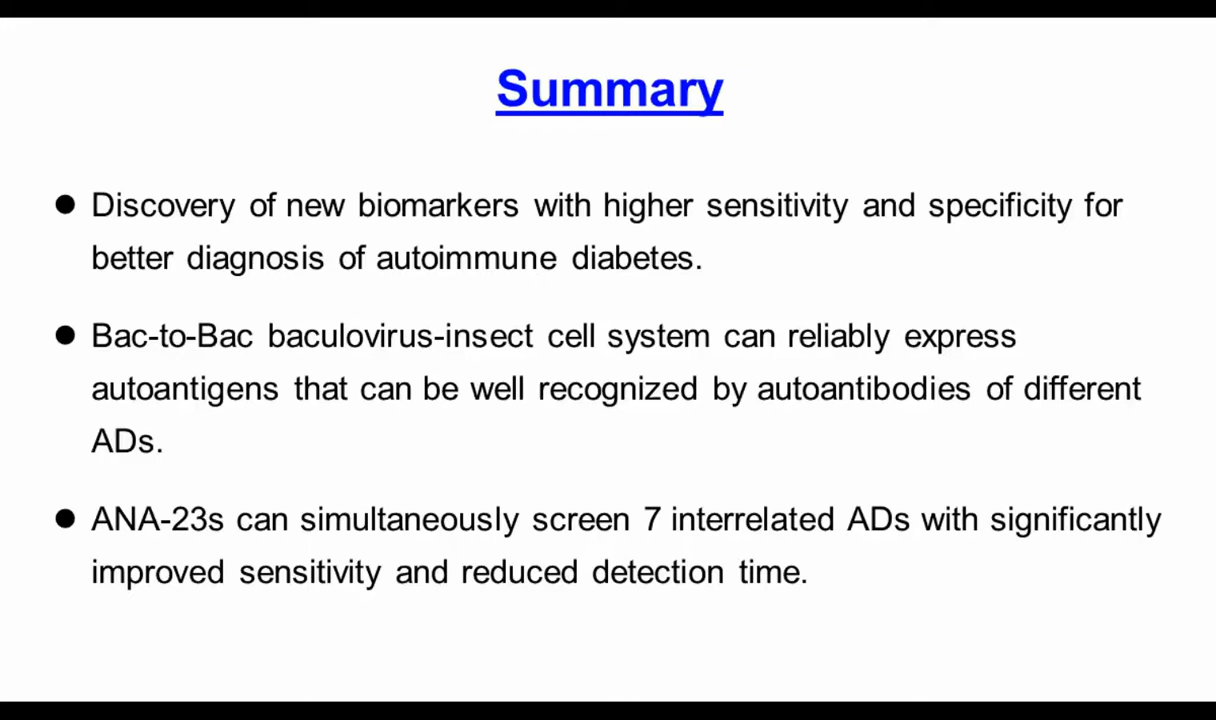 Summary
● Discovery of new biomarkers with higher sensitivity and specificity for
better diagnosis of autoimmune diabetes.
● Bac-to-Bac baculovirus-insect cell system can reliably express
autoantigens that can be well recognized by autoantibodies of different
ADs.
● ANA-23s can simultaneously screen 7 interrelated ADs with significantly
improved sensitivity and reduced detection time.